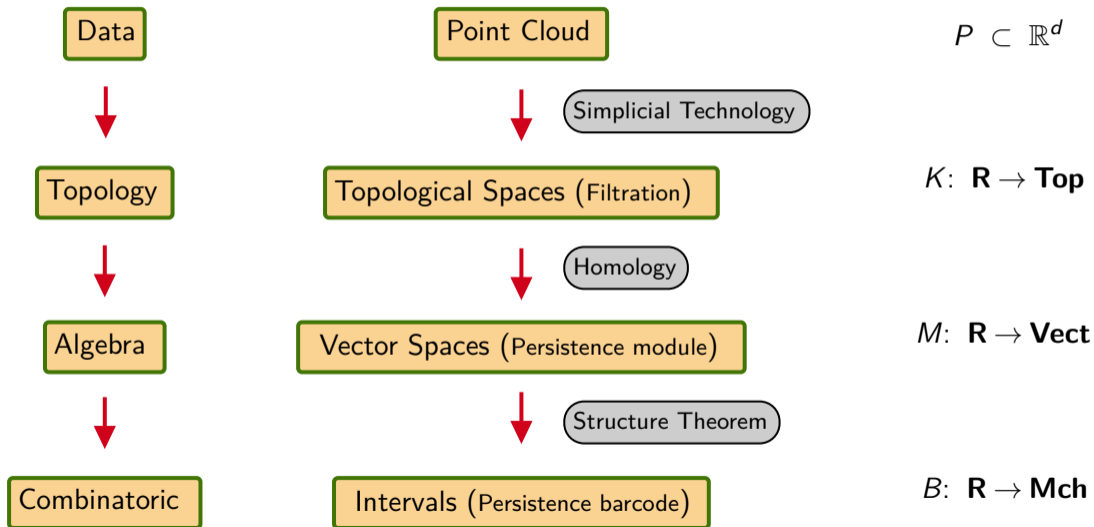 Data
Point Cloud
P ⊂ ℝᵈ
Simplicial Technology
Topology
Topological Spaces (Filtration)
K: R → Top
Homology
Algebra
Vector Spaces (Persistence module)
M: R → Vect
Structure Theorem
Combinatoric
Intervals (Persistence barcode)
B: R → Mch